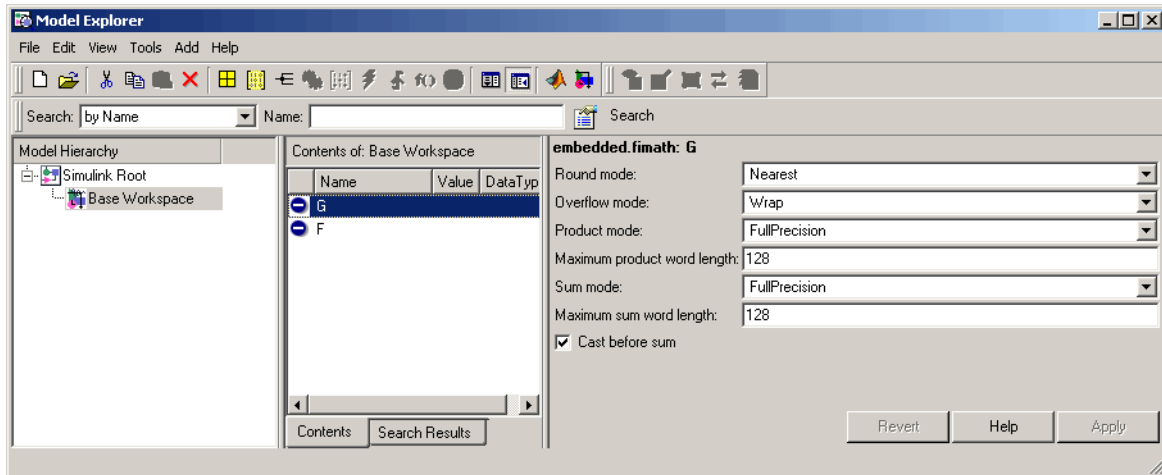 Model Explorer
File Edit View Tools Add Help
Search: by Name Name: Search
Model Hierarchy
Simulink Root
Base Workspace
Contents of: Base Workspace
Name Value DataTyp
G
F
Contents Search Results
embedded.fimath: G
Round mode: Nearest
Overflow mode: Wrap
Product mode: FullPrecision
Maximum product word length: 128
Sum mode: FullPrecision
Maximum sum word length: 128
Cast before sum
Revert Help Apply